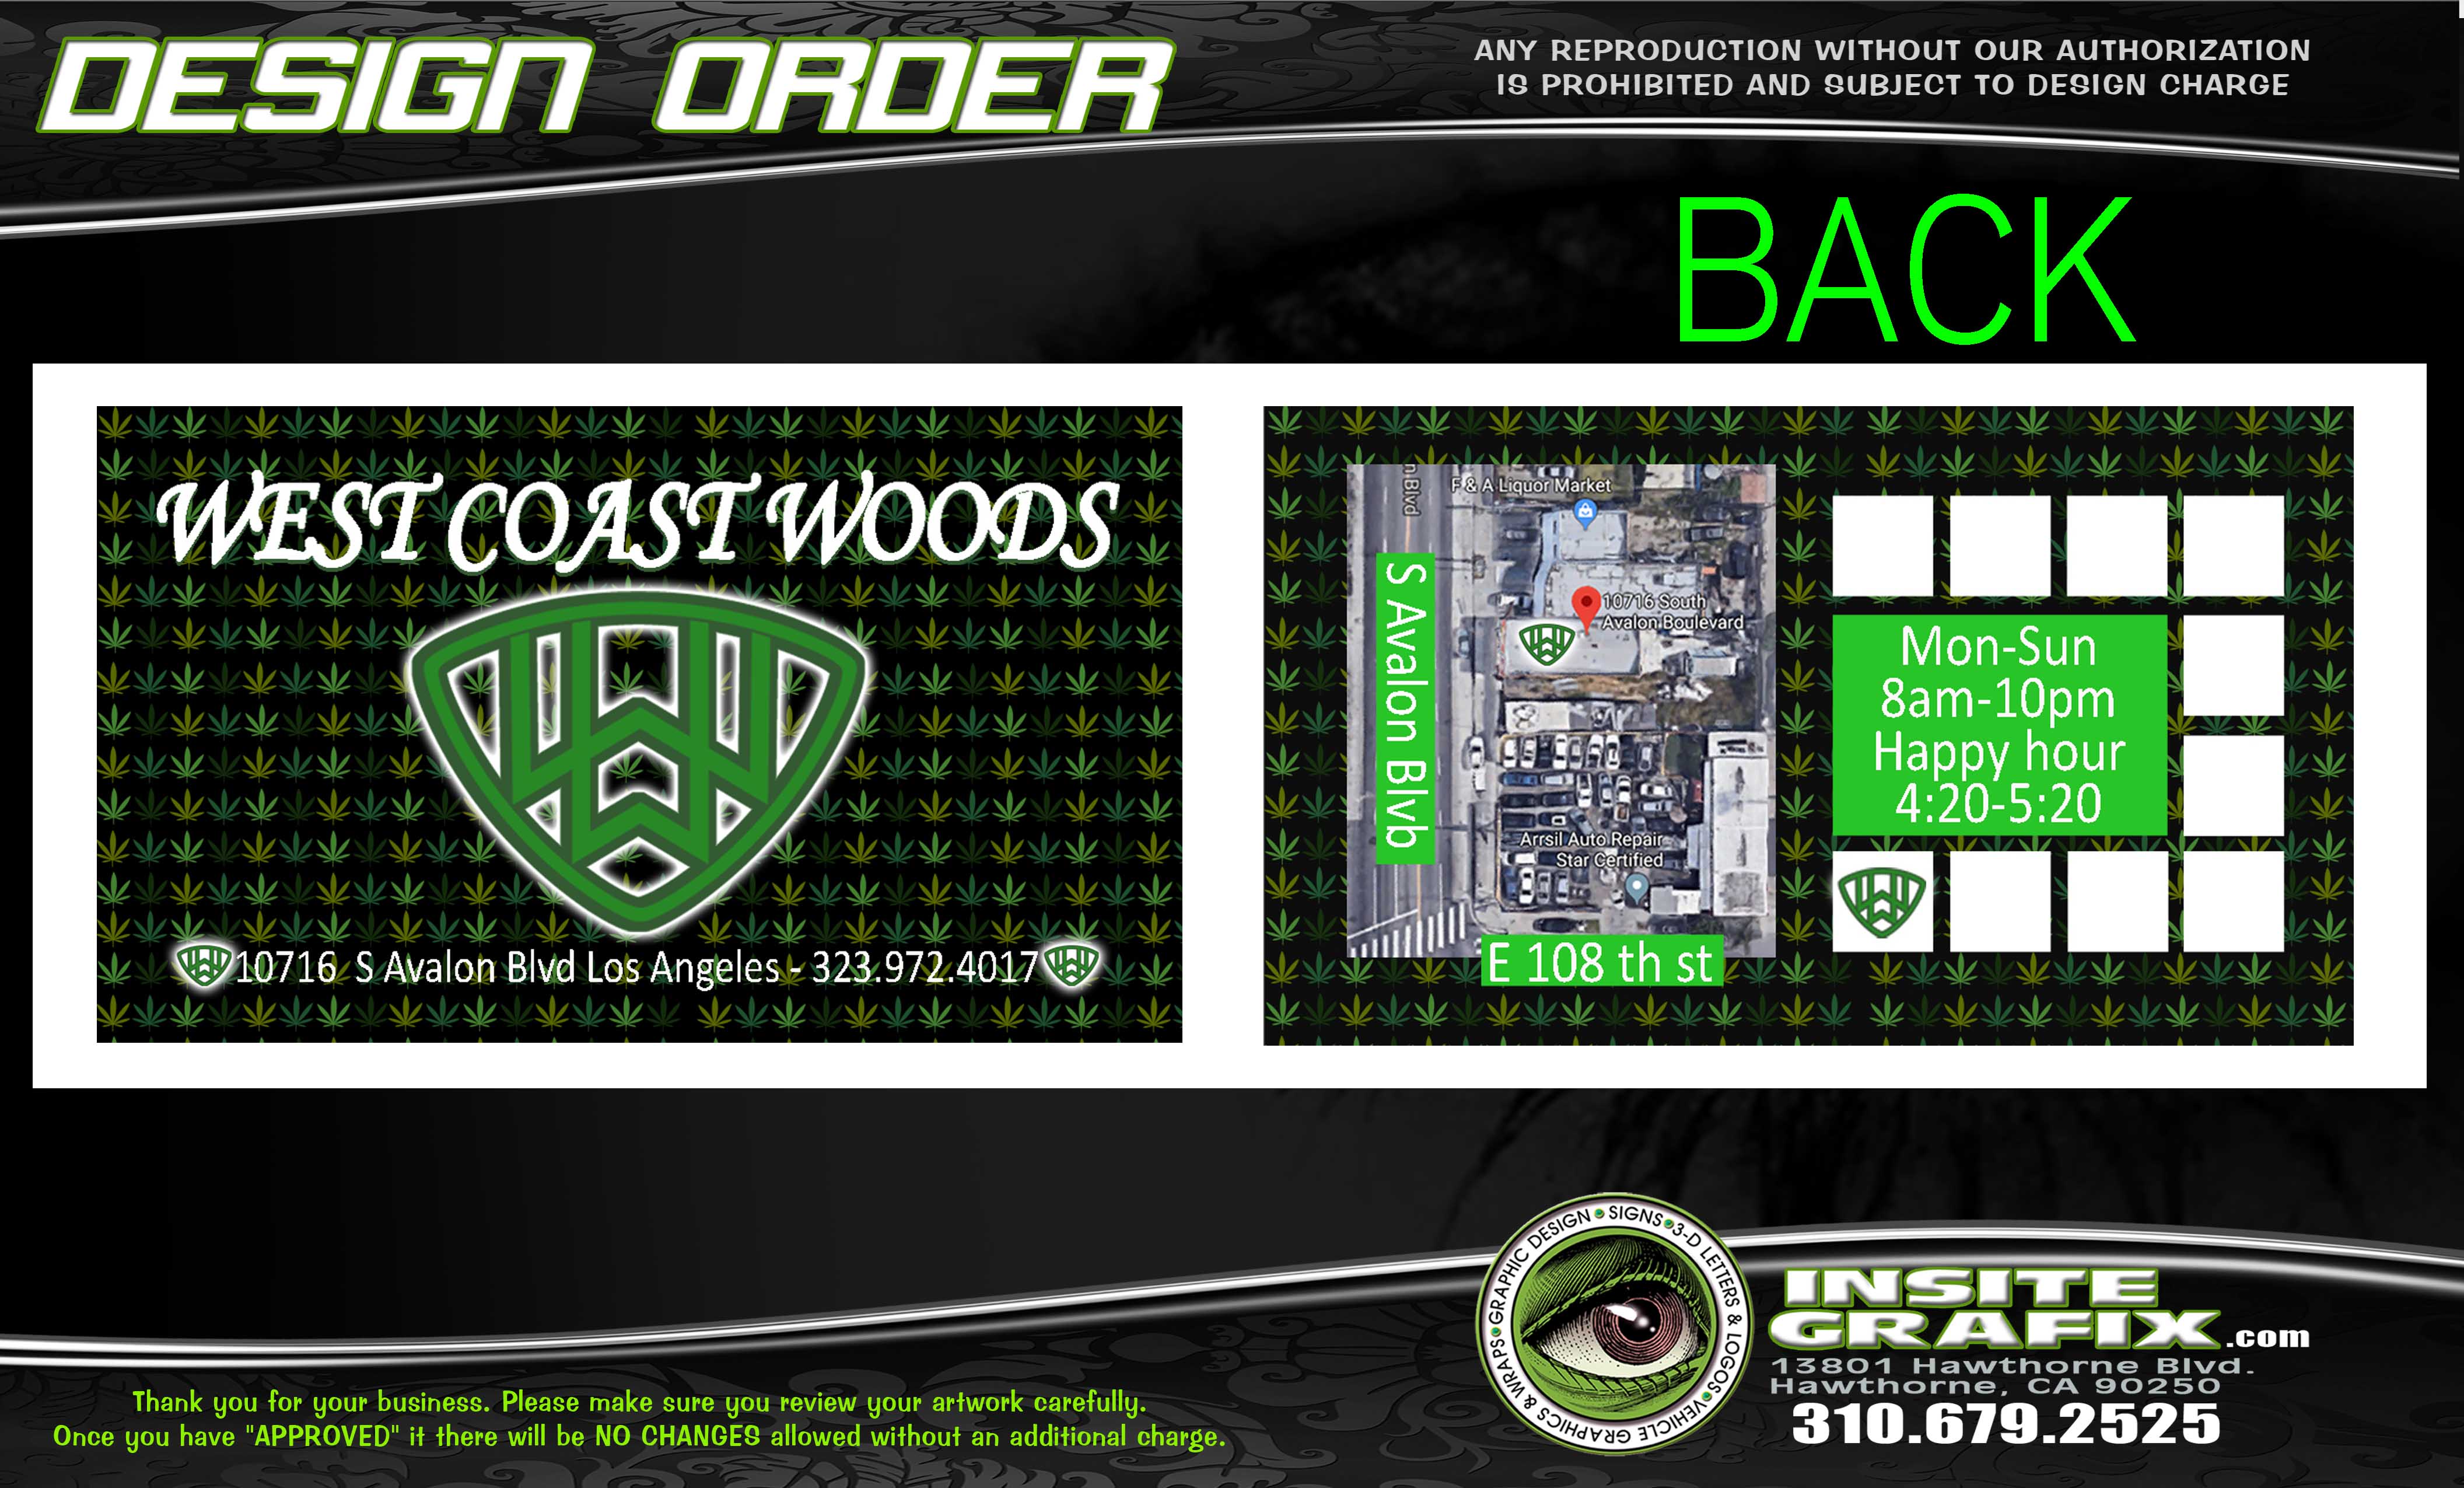 DESIGN ORDER
ANY REPRODUCTION WITHOUT OUR AUTHORIZATION
IS PROHIBITED AND SUBJECT TO DESIGN CHARGE
BACK
WEST COAST WOODS
10716 S Avalon Blvd Los Angeles - 323.972.4017
n Blvd
F & A Liquor Market
10716 South
Avalon Boulevard
S Avalon Blvb
Arrsil Auto Repair
Star Certified
E 108 th st
Mon-Sun
8am-10pm
Happy hour
4:20-5:20
GRAPHIC DESIGN • SIGNS • 3-D LETTERS & LOGOS • VEHICLE GRAPHICS & WRAPS •
INSITE
GRAFIX.com
13801 Hawthorne Blvd.
Hawthorne, CA 90250
310.679.2525
Thank you for your business. Please make sure you review your artwork carefully.
Once you have "APPROVED" it there will be NO CHANGES allowed without an additional charge.